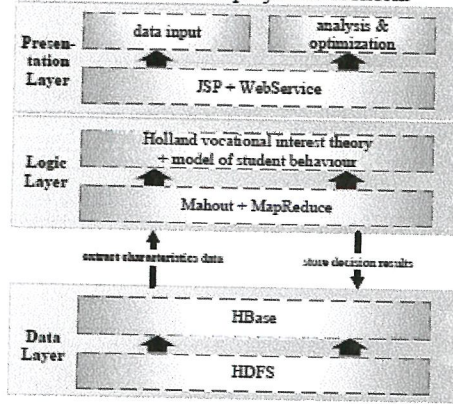 Presen-
tation
Layer
data input
analysis &
optimization
JSP + WebService
Logic
Layer
Holland vocational interest theory
+ model of student behaviour
Mahout + MapReduce
extract characteristics data
store decision results
Data
Layer
HBase
HDFS